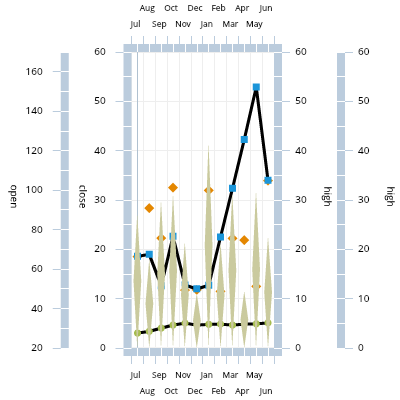 Aug Oct Dec Feb Apr Jun
Jul Sep Nov Jan Mar May
60 60 60
160
50 50 50
140
120 40 40 40
100
30 30 30
open close high high
80
20 20 20
60
40 10 10 10
20 0 0 0
Jul Sep Nov Jan Mar May
Aug Oct Dec Feb Apr Jun